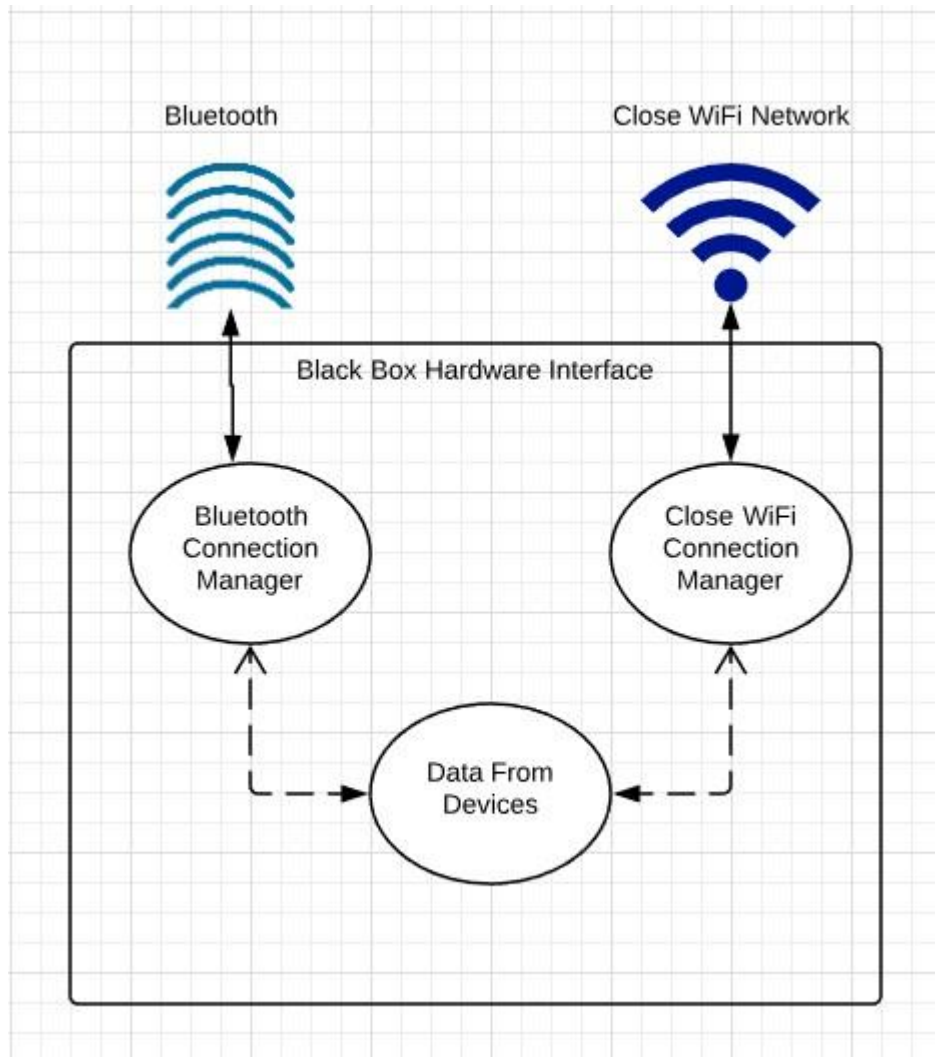 Bluetooth
Close WiFi Network
Black Box Hardware Interface
Bluetooth
Connection
Manager
Close WiFi
Connection
Manager
Data From
Devices